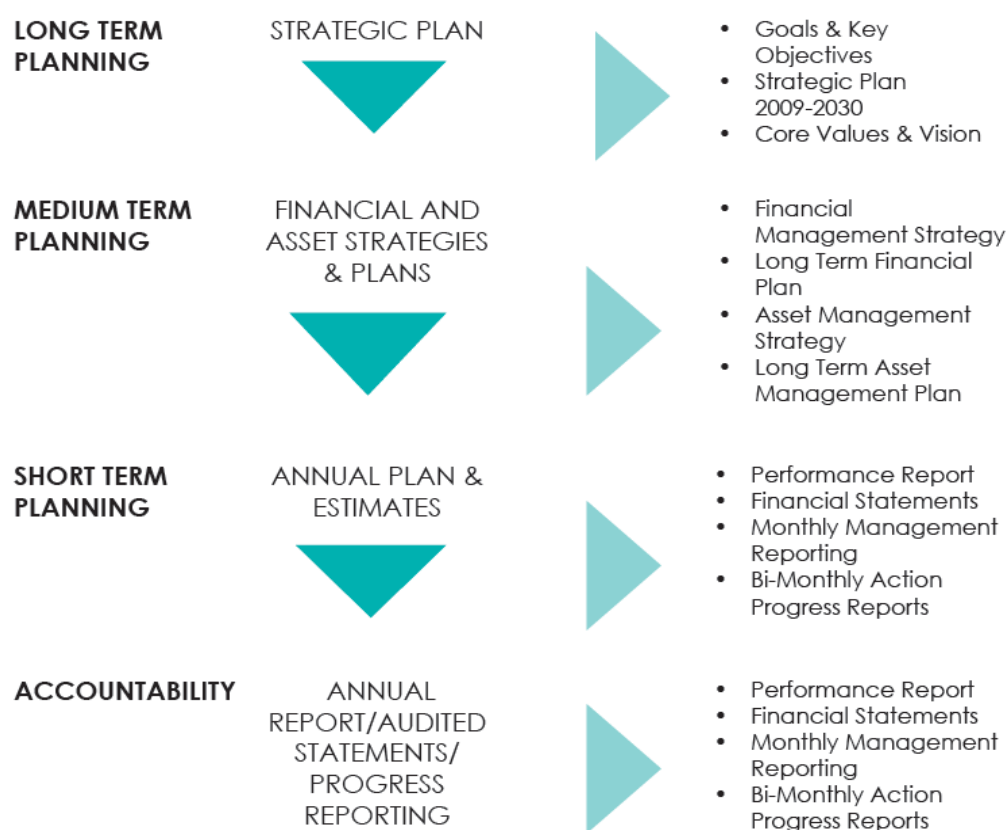 LONG TERM
PLANNING
STRATEGIC PLAN
• Goals & Key
Objectives
• Strategic Plan
2009-2030
• Core Values & Vision
MEDIUM TERM
PLANNING
FINANCIAL AND
ASSET STRATEGIES
& PLANS
• Financial
Management Strategy
• Long Term Financial
Plan
• Asset Management
Strategy
• Long Term Asset
Management Plan
SHORT TERM
PLANNING
ANNUAL PLAN &
ESTIMATES
• Performance Report
• Financial Statements
• Monthly Management
Reporting
• Bi-Monthly Action
Progress Reports
ACCOUNTABILITY
ANNUAL
REPORT/AUDITED
STATEMENTS/
PROGRESS
REPORTING
• Performance Report
• Financial Statements
• Monthly Management
Reporting
• Bi-Monthly Action
Progress Reports